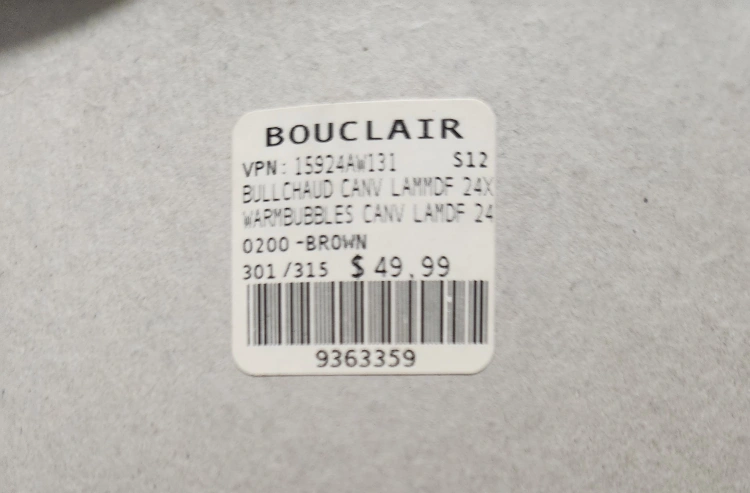 BOUCLAIR
VPN: 15924AW131 S12
BULLCHAUD CANV LAMMDF 24X
WARMBUBBLES CANV LAMDF 24
0200-BROWN
301/315 $ 49.99
9363359